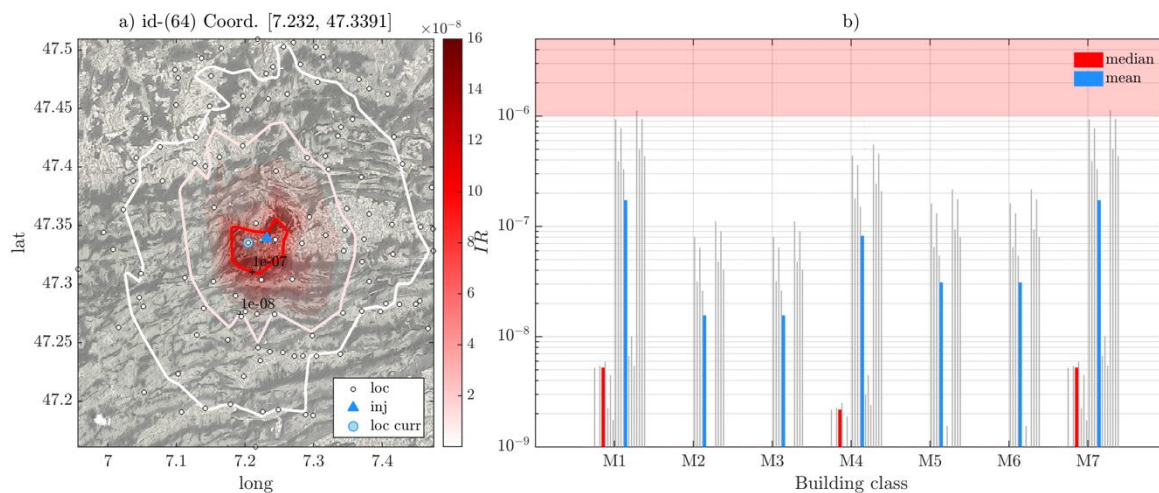 a) id-(64) Coord. [7.232, 47.3391]
×10⁻⁸
b)
47.5
47.45
47.4
47.35
47.3
47.25
47.2
lat
7
7.1
7.2
7.3
7.4
long
1e-07
1e-08
loc
inj
loc curr
16
14
12
10
8
6
4
2
IR
median
mean
10⁻⁶
10⁻⁷
10⁻⁸
10⁻⁹
M1
M2
M3
M4
M5
M6
M7
Building class